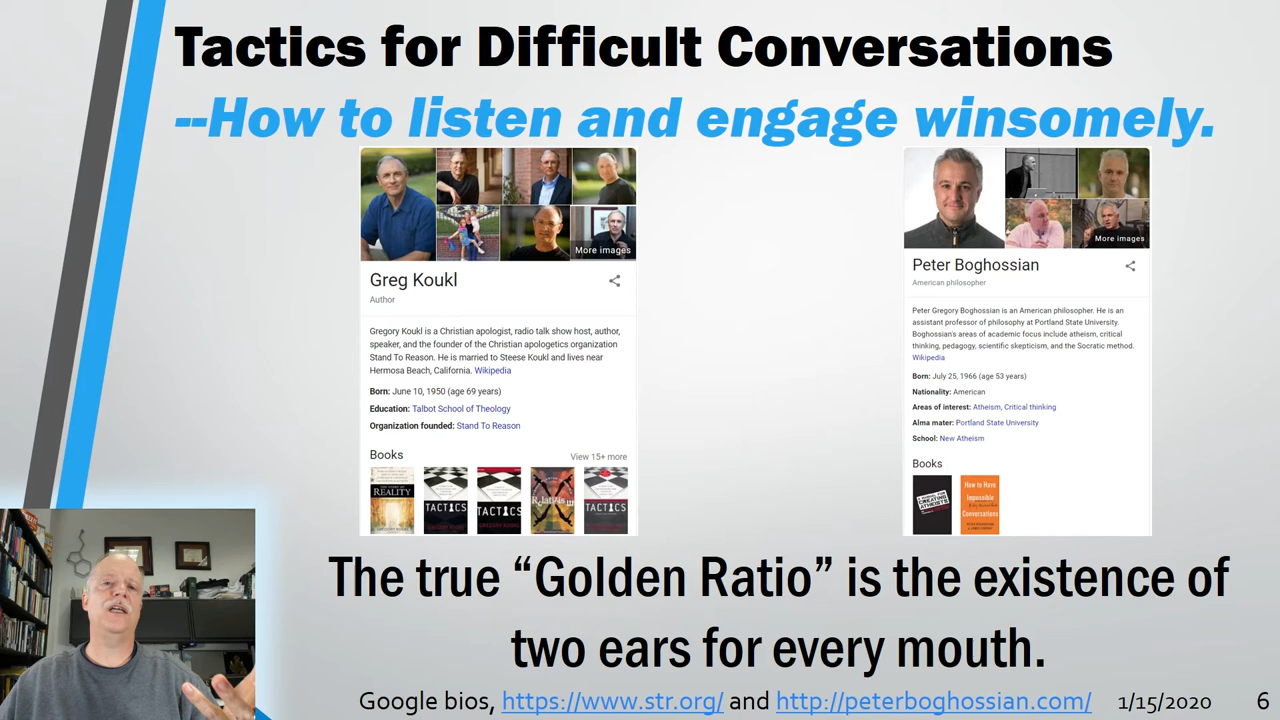 Tactics for Difficult Conversations
--How to listen and engage winsomely.
More images
Greg Koukl
Author
Gregory Koukl is a Christian apologist, radio talk show host, author,
speaker, and the founder of the Christian apologetics organization
Stand To Reason. He is married to Steese Koukl and lives near
Hermosa Beach, California. Wikipedia
Born: June 10, 1950 (age 69 years)
Education: Talbot School of Theology
Organization founded: Stand To Reason
Books
View 15+ more
REALITY
TACTICS
TACTICS
Relativism
TACTICS
More images
Peter Boghossian
American philosopher
Peter Gregory Boghossian is an American philosopher. He is an
assistant professor of philosophy at Portland State University.
Boghossian's areas of academic focus include atheism, critical
thinking, pedagogy, scientific skepticism, and the Socratic method.
Wikipedia
Born: July 25, 1966 (age 53 years)
Nationality: American
Areas of interest: Atheism, Critical thinking
Alma mater: Portland State University
School: New Atheism
Books
How to Have
Impossible
Conversations
The true “Golden Ratio” is the existence of
two ears for every mouth.
Google bios, https://www.str.org/ and http://peterboghossian.com/
1/15/2020
6